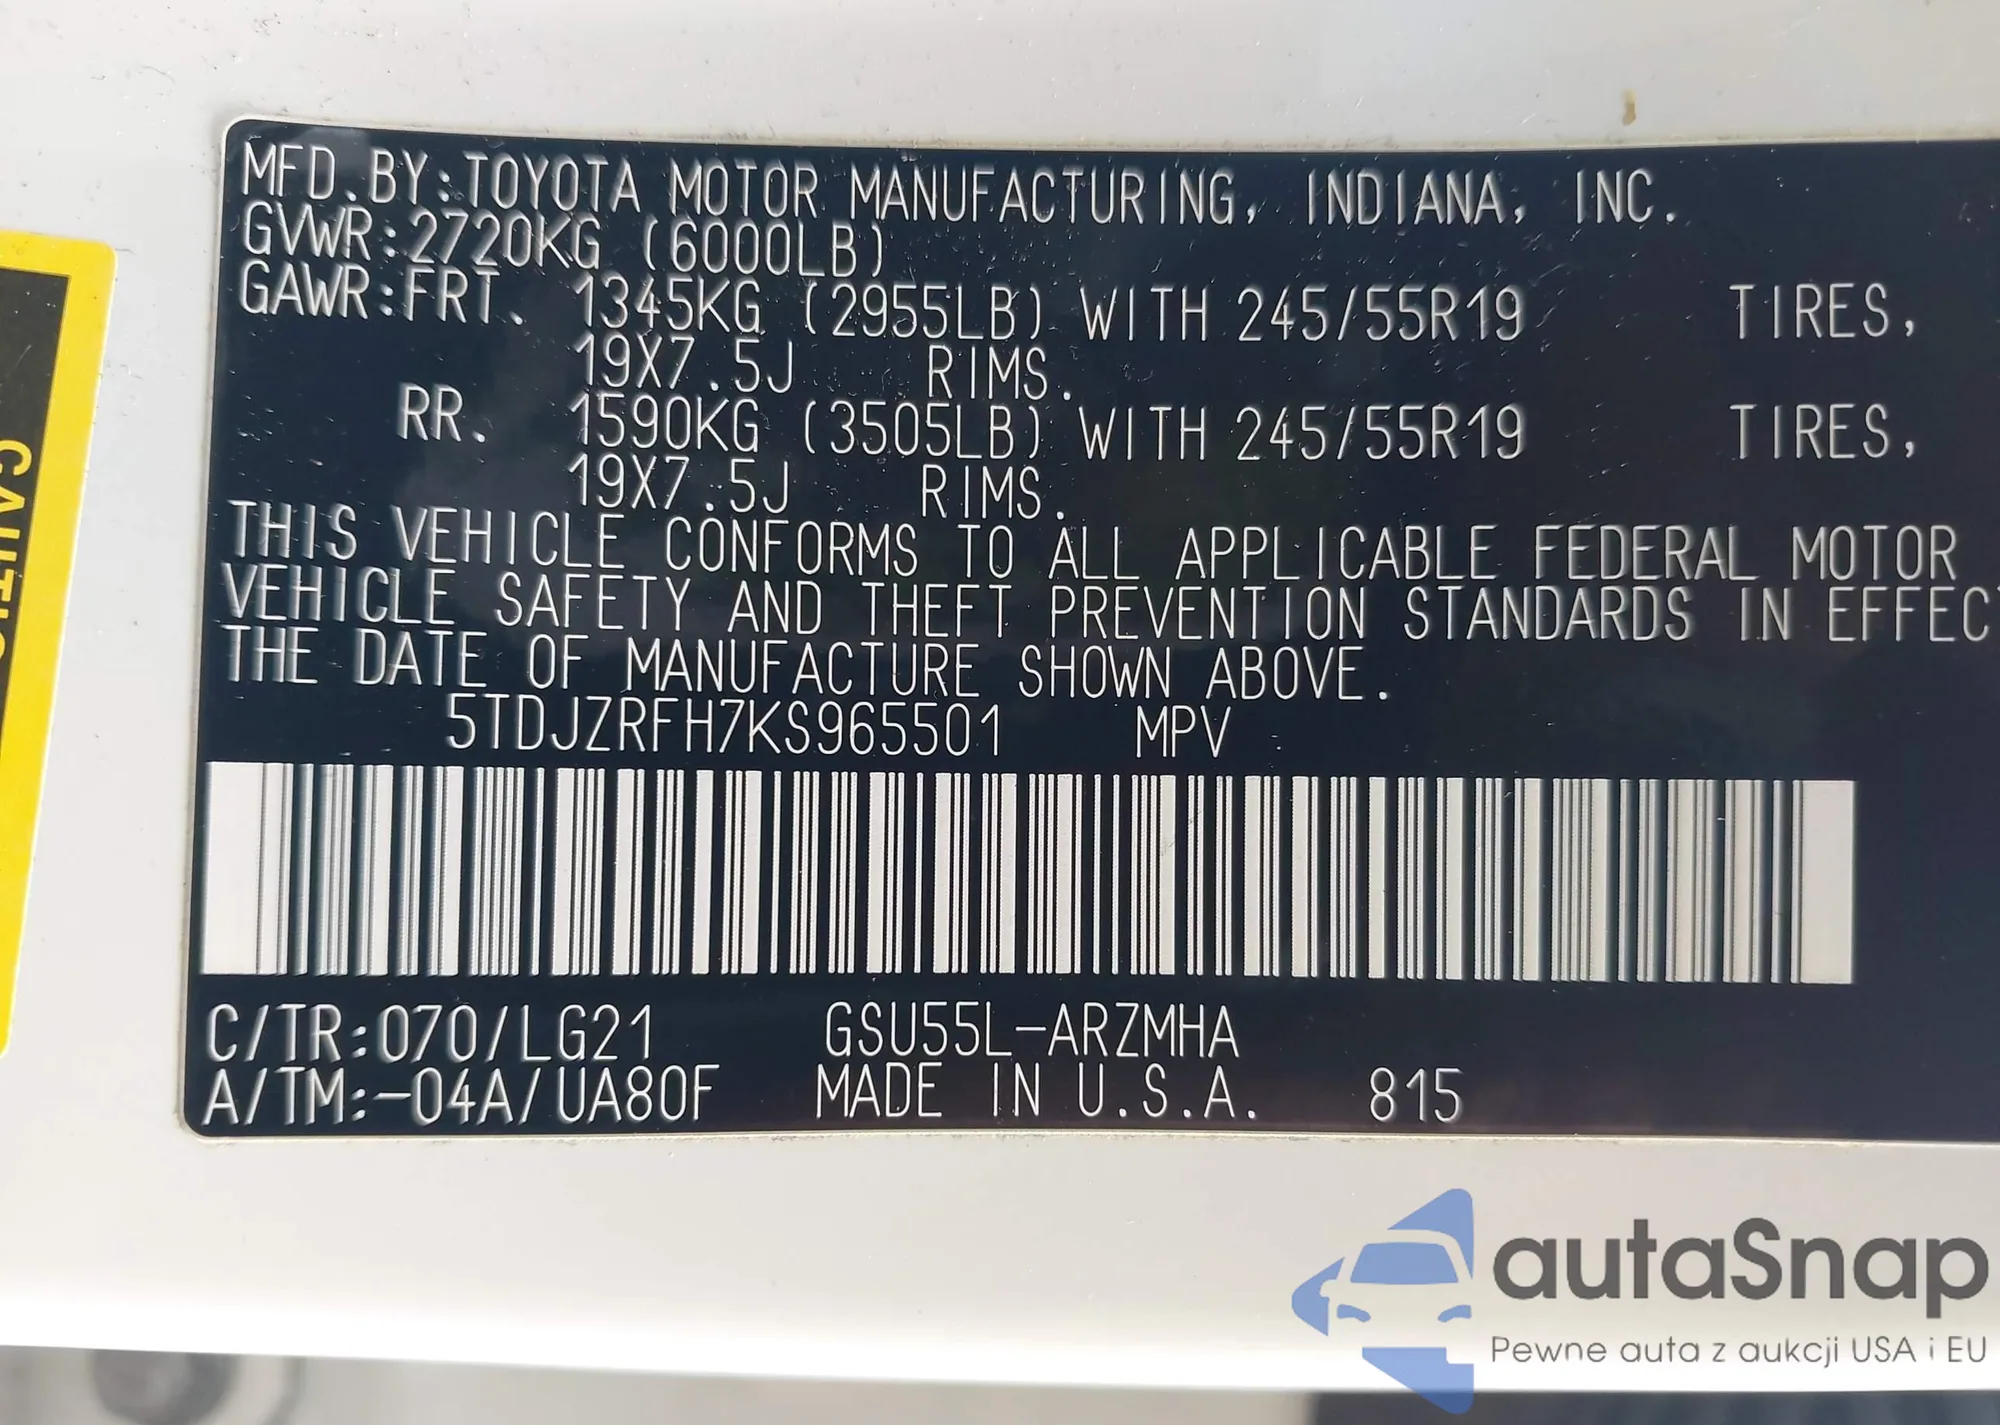 MFD.BY:TOYOTA MOTOR MANUFACTURING, INDIANA, INC.
GVWR:2720KG (6000LB)
GAWR:FRT. 1345KG (2955LB) WITH 245/55R19 TIRES,
19X7.5J RIMS.
RR. 1590KG (3505LB) WITH 245/55R19 TIRES,
19X7.5J RIMS.
THIS VEHICLE CONFORMS TO ALL APPLICABLE FEDERAL MOTOR
VEHICLE SAFETY AND THEFT PREVENTION STANDARDS IN EFFECT
THE DATE OF MANUFACTURE SHOWN ABOVE.
5TDJZRFH7KS965501 MPV
C/TR:070/LG21 GSU55L-ARZMHA
A/TM:-04A/UA80F MADE IN U.S.A. 815
CAUTIO
autaSnap
Pewne auta z aukcji USA i EU